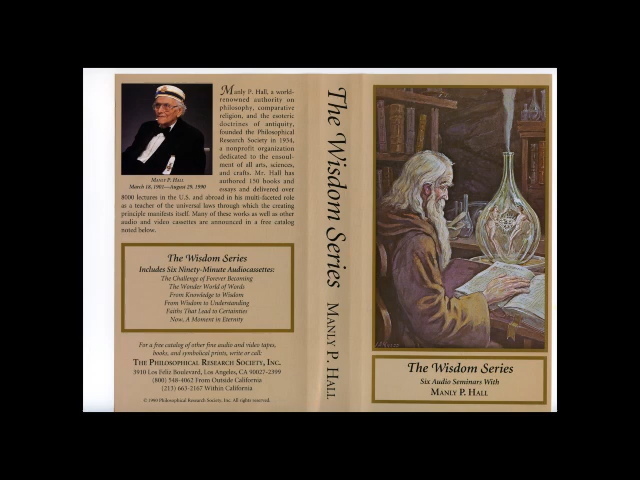 Manly P. Hall, a world-
renowned authority on
philosophy, comparative
religion, and the esoteric
doctrines of antiquity,
founded the Philosophical
Research Society in 1934,
a nonprofit organization
dedicated to the ensoul-
ment of all arts, sciences,
and crafts. Mr. Hall has
authored 150 books and
essays and delivered over
8000 lectures in the U.S. and abroad in his multi-faceted role
as a teacher of the universal laws through which the creating
principle manifests itself. Many of these works as well as other
audio and video cassettes are announced in a free catalog
noted below.
MANLY P. HALL
March 18, 1901—August 29, 1990
The Wisdom Series
Includes Six Ninety-Minute Audiocassettes:
The Challenge of Forever Becoming
The Wonder World of Words
From Knowledge to Wisdom
From Wisdom to Understanding
Faiths That Lead to Certainties
Now, A Moment in Eternity
For a free catalog of other fine audio and video tapes,
books, and symbolical prints, write or call:
THE PHILOSOPHICAL RESEARCH SOCIETY, INC.
3910 Los Feliz Boulevard, Los Angeles, CA 90027-2399
(800) 548-4062 From Outside California
(213) 663-2167 Within California
© 1990 Philosophical Research Society, Inc. All rights reserved.
The Wisdom Series MANLY P. HALL
The Wisdom Series
Six Audio Seminars With
MANLY P. HALL